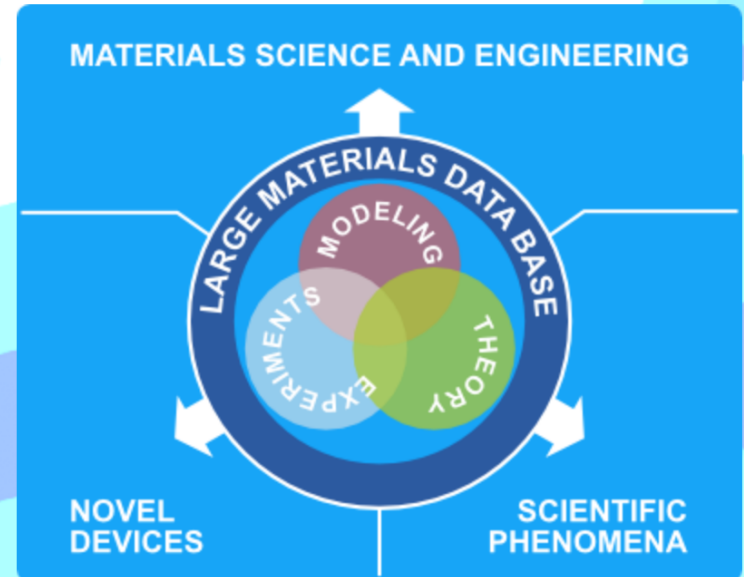 MATERIALS SCIENCE AND ENGINEERING
LARGE MATERIALS DATA BASE
MODELING
EXPERIMENTS
THEORY
NOVEL
DEVICES
SCIENTIFIC
PHENOMENA